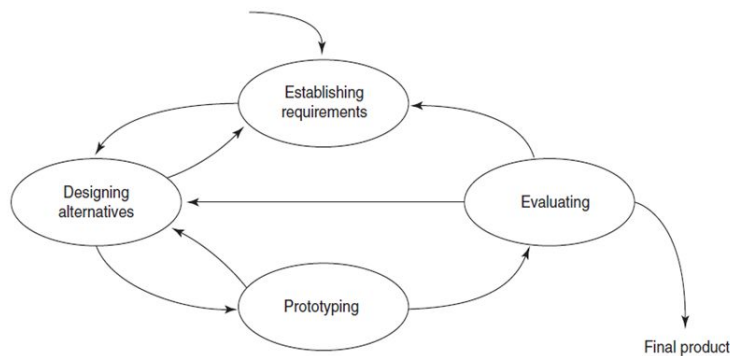 Establishing
requirements
Designing
alternatives
Evaluating
Prototyping
Final product